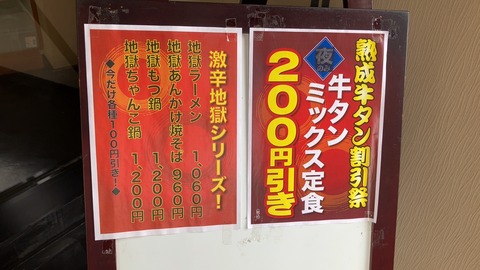 熟成牛タン割引祭
夜のみ
牛タン
ミックス定食
200円引き
激辛地獄シリーズ！
地獄ラーメン 1,060円
地獄あんかけ焼そば 960円
地獄もつ鍋 1,200円
地獄ちゃんこ鍋 1,200円
◆今だけ各種100円引き！◆